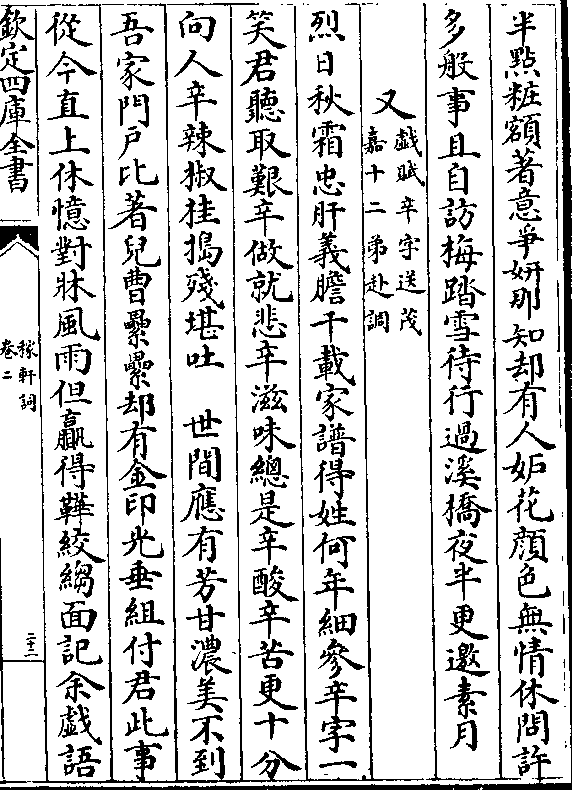 半點粧額著意爭妍那知却有人妒花顔色無情休問許
多般事且自訪梅踏雪待行過溪橋夜半更邀素月
又戯賦辛字送茂
嘉十二弟赴調
烈日秋霜忠肝義膽千載家譜得姓何年細參辛字一
笑君聽取艱辛做就悲辛滋味總是辛酸辛苦更十分
向人辛辣椒桂搗殘堪吐　世間應有芳甘濃美不到
吾家門戸比著兒曹纍纍却有金印光垂組付君此事
從今直上休憶對牀風雨但贏得鞾紋縐面記余戯語
欽定四庫全書
稼軒詞
卷二
二十二